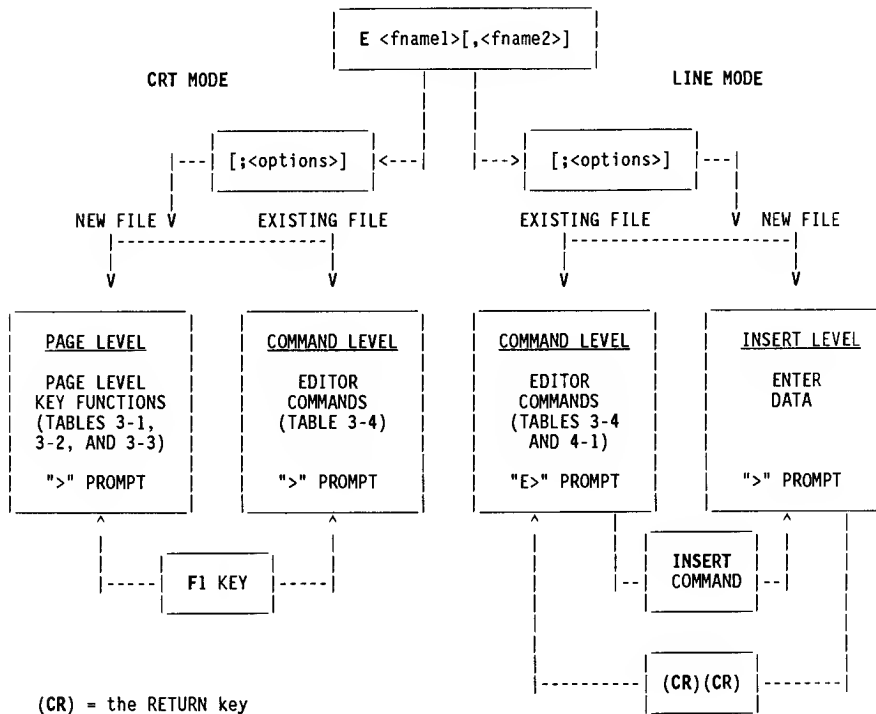 E <fname1>[,<fname2>]
CRT MODE
LINE MODE
[;<options>]
[;<options>]
NEW FILE
EXISTING FILE
EXISTING FILE
NEW FILE
PAGE LEVEL
PAGE LEVEL
KEY FUNCTIONS
(TABLES 3-1,
3-2, AND 3-3)
">" PROMPT
COMMAND LEVEL
EDITOR
COMMANDS
(TABLE 3-4)
">" PROMPT
COMMAND LEVEL
EDITOR
COMMANDS
(TABLES 3-4
AND 4-1)
"E>" PROMPT
INSERT LEVEL
ENTER
DATA
">" PROMPT
F1 KEY
INSERT
COMMAND
(CR)(CR)
(CR) = the RETURN key